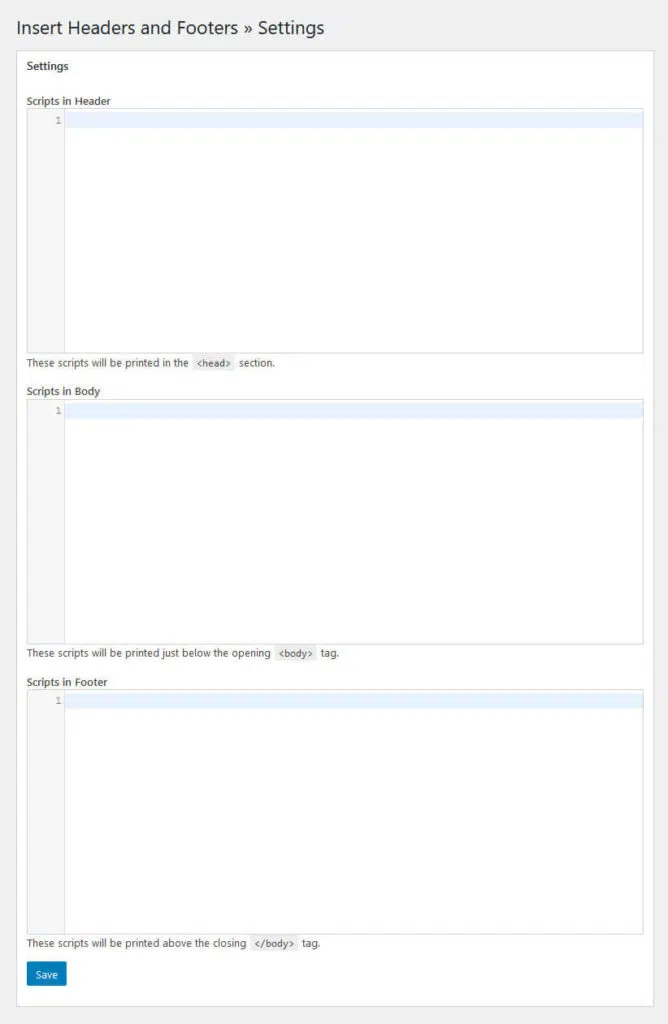 Insert Headers and Footers » Settings
Settings
Scripts in Header
1
These scripts will be printed in the <head> section.
Scripts in Body
1
These scripts will be printed just below the opening <body> tag.
Scripts in Footer
1
These scripts will be printed above the closing </body> tag.
Save